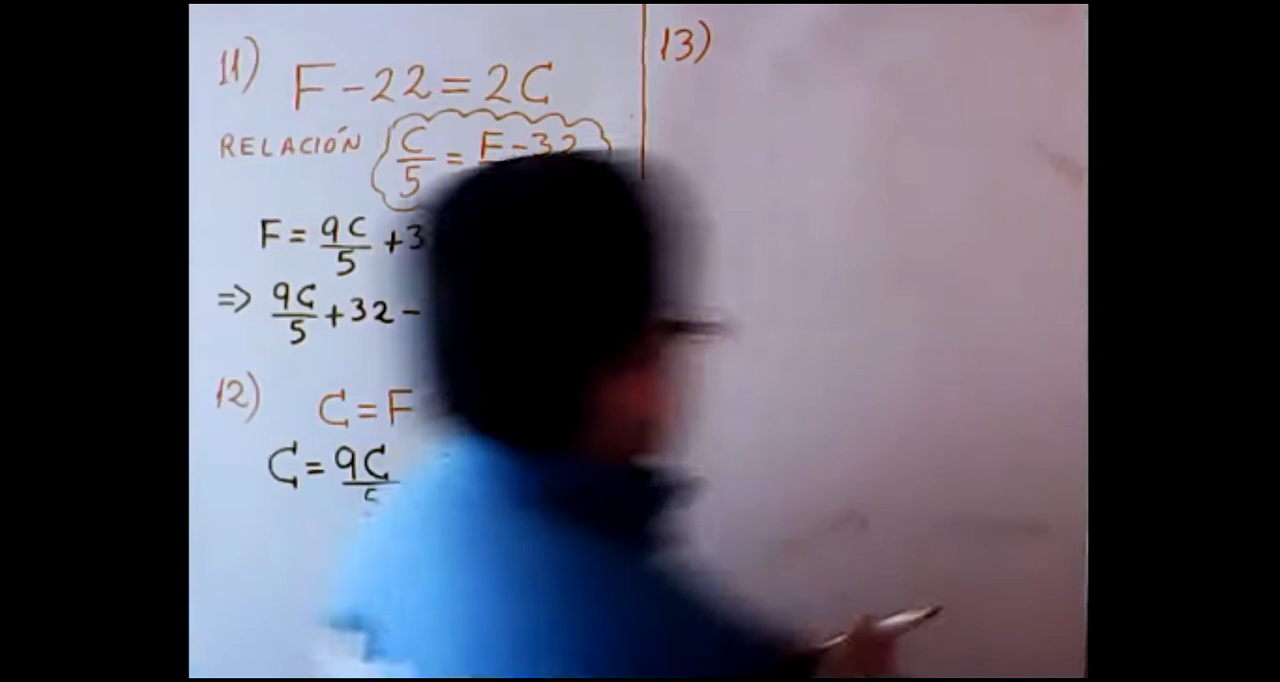 11) F-22=2C
RELACIÓN C/5 = F-32
F = 9C/5 +3
=> 9C/5 +32 -
12) C = F
C = 9C/5
13)